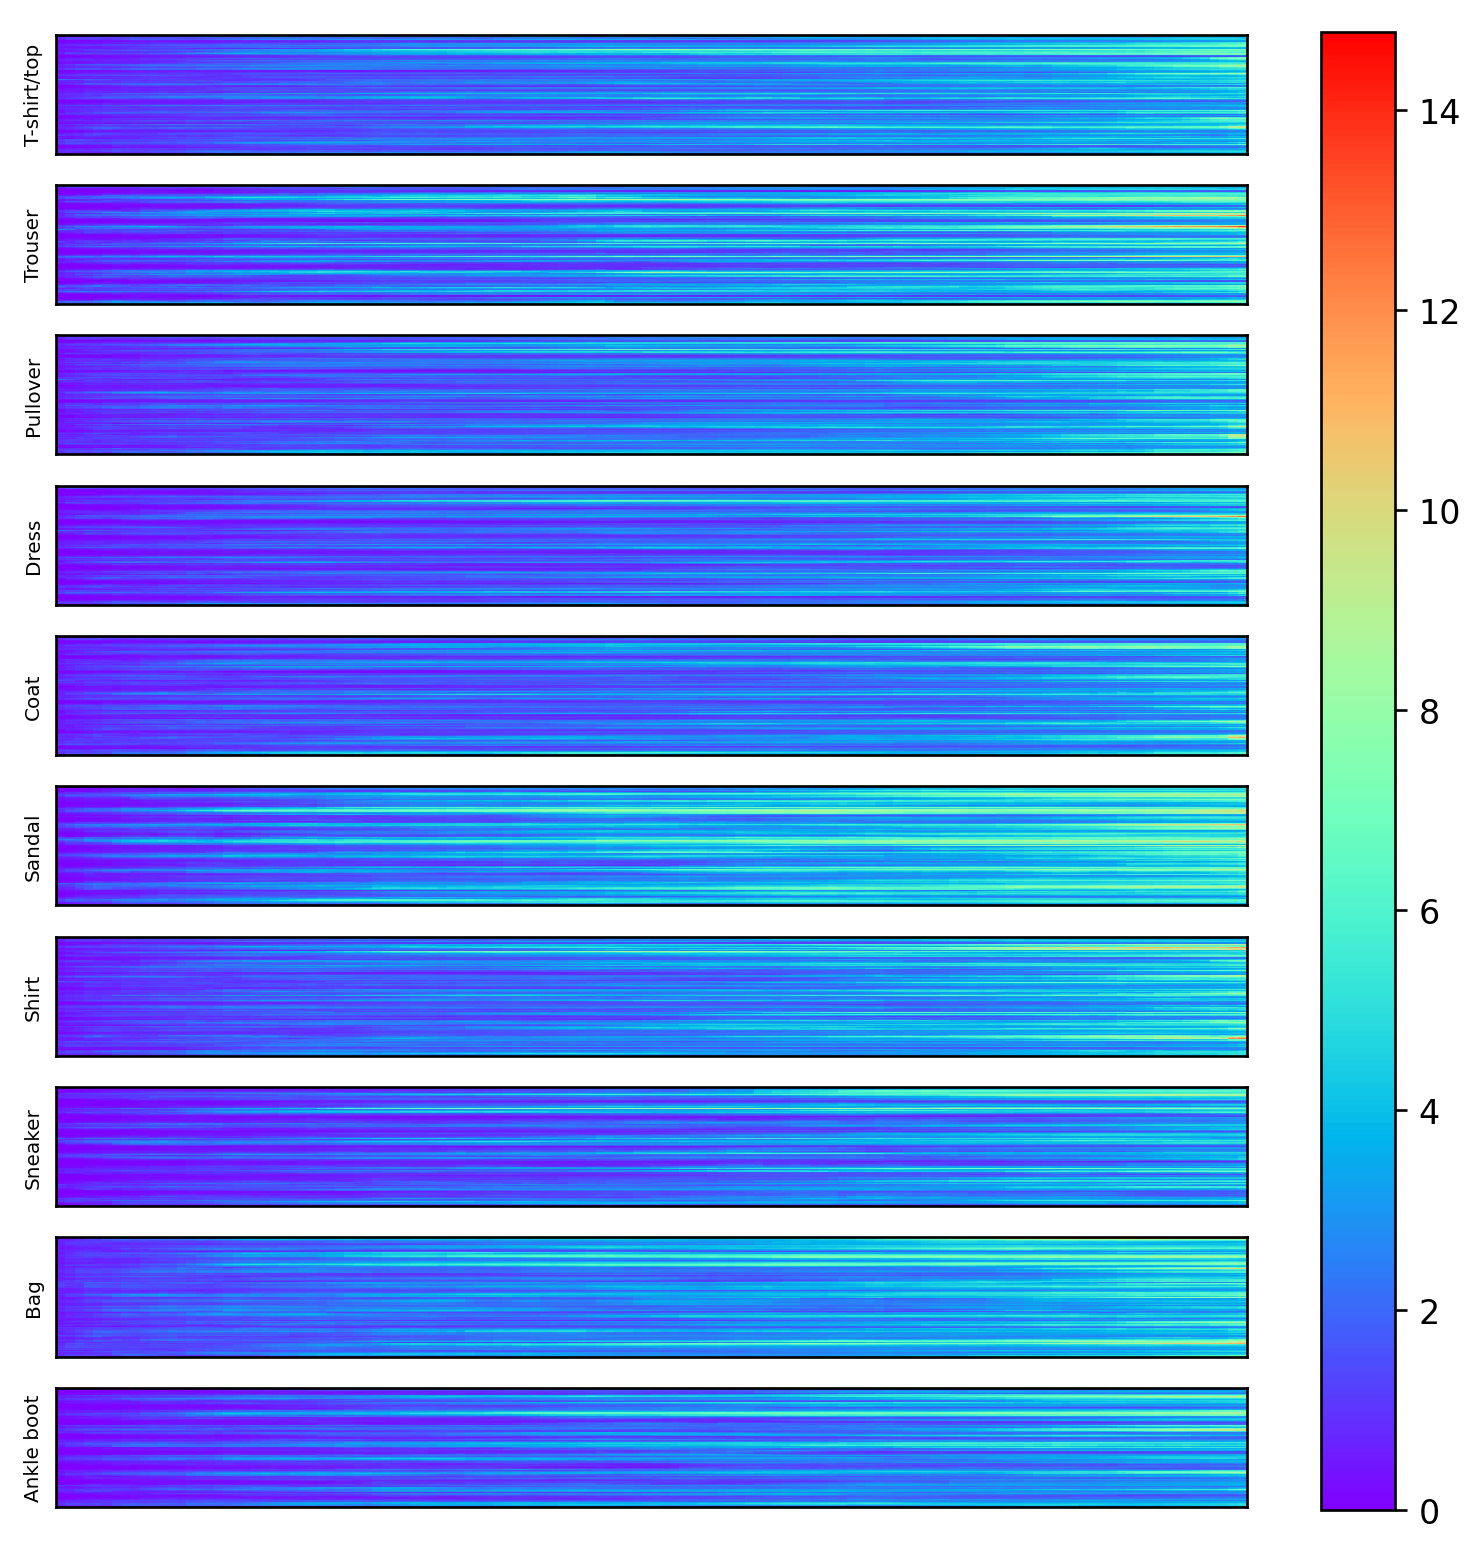 T-shirt/top
Trouser
Pullover
Dress
Coat
Sandal
Shirt
Sneaker
Bag
Ankle boot
14
12
10
8
6
4
2
0